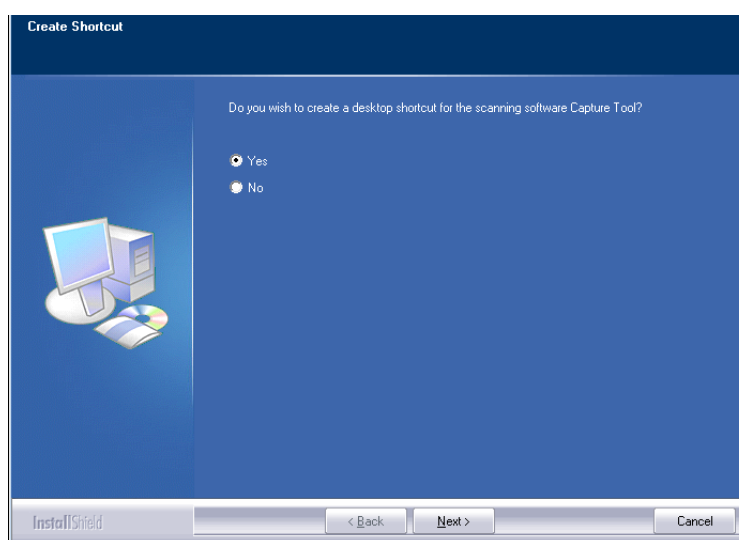 Create Shortcut
Do you wish to create a desktop shortcut for the scanning software Capture Tool?
Yes
No
InstallShield
< Back
Next >
Cancel